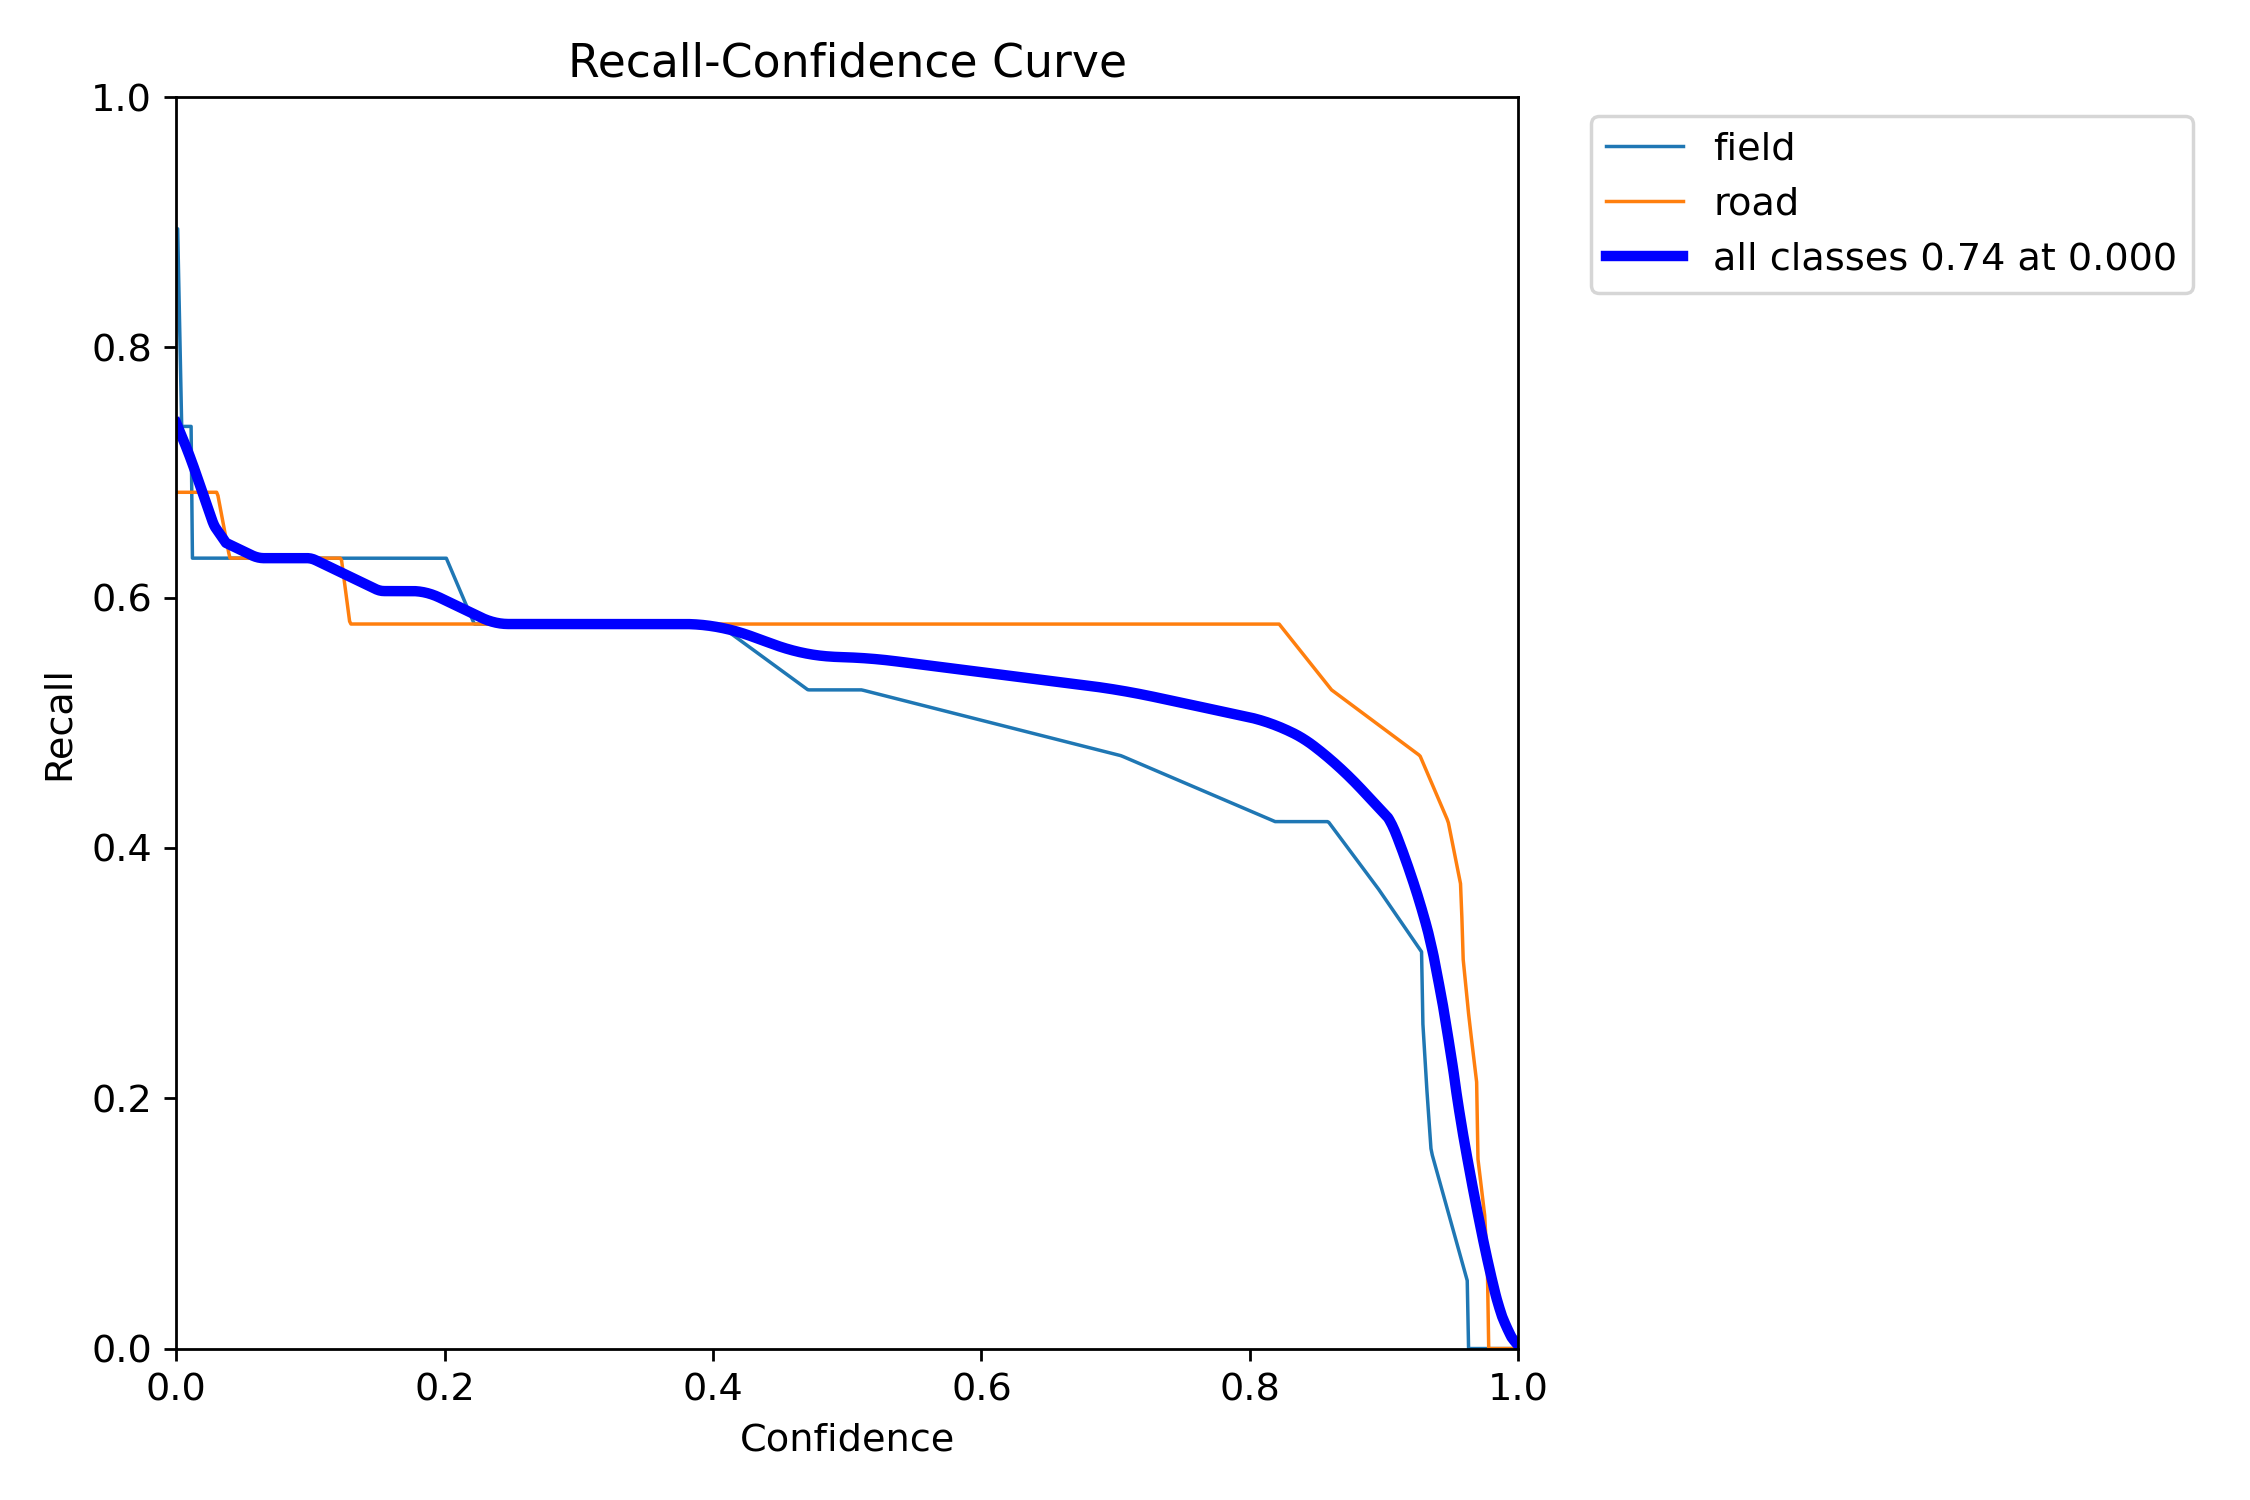 Recall-Confidence Curve
1.0
0.8
0.6
0.4
0.2
0.0
Recall
0.0 0.2 0.4 0.6 0.8 1.0
Confidence
field
road
all classes 0.74 at 0.000